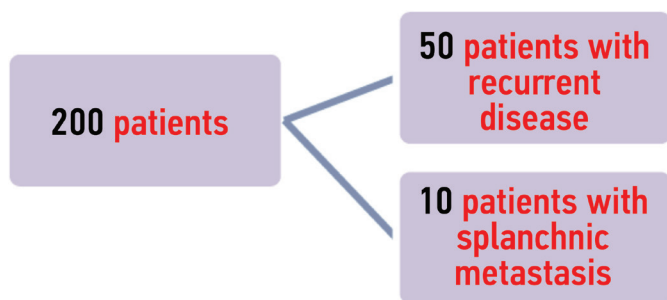 200 patients
50 patients with
recurrent
disease
10 patients with
splanchnic
metastasis